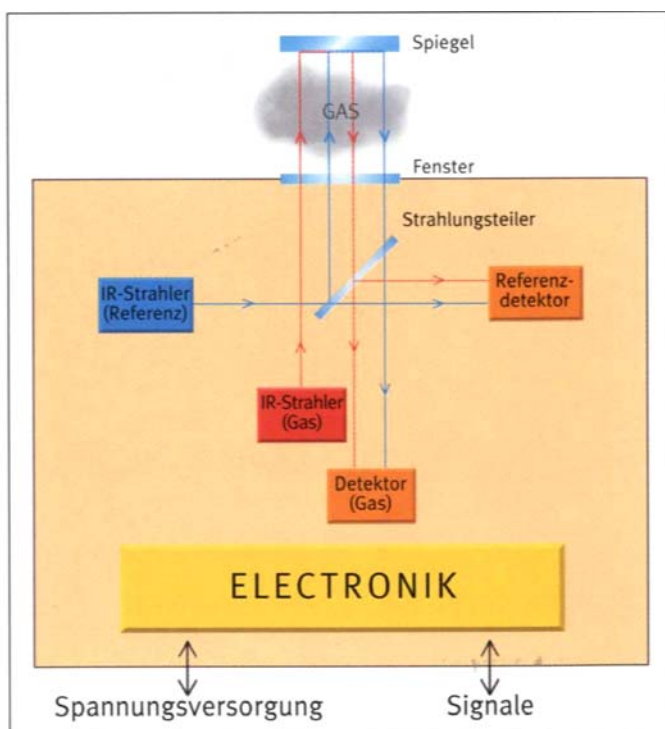 Spiegel
GAS
Fenster
Strahlungsteiler
IR-Strahler
(Referenz)
Referenz-
detektor
IR-Strahler
(Gas)
Detektor
(Gas)
ELECTRONIK
Spannungsversorgung
Signale